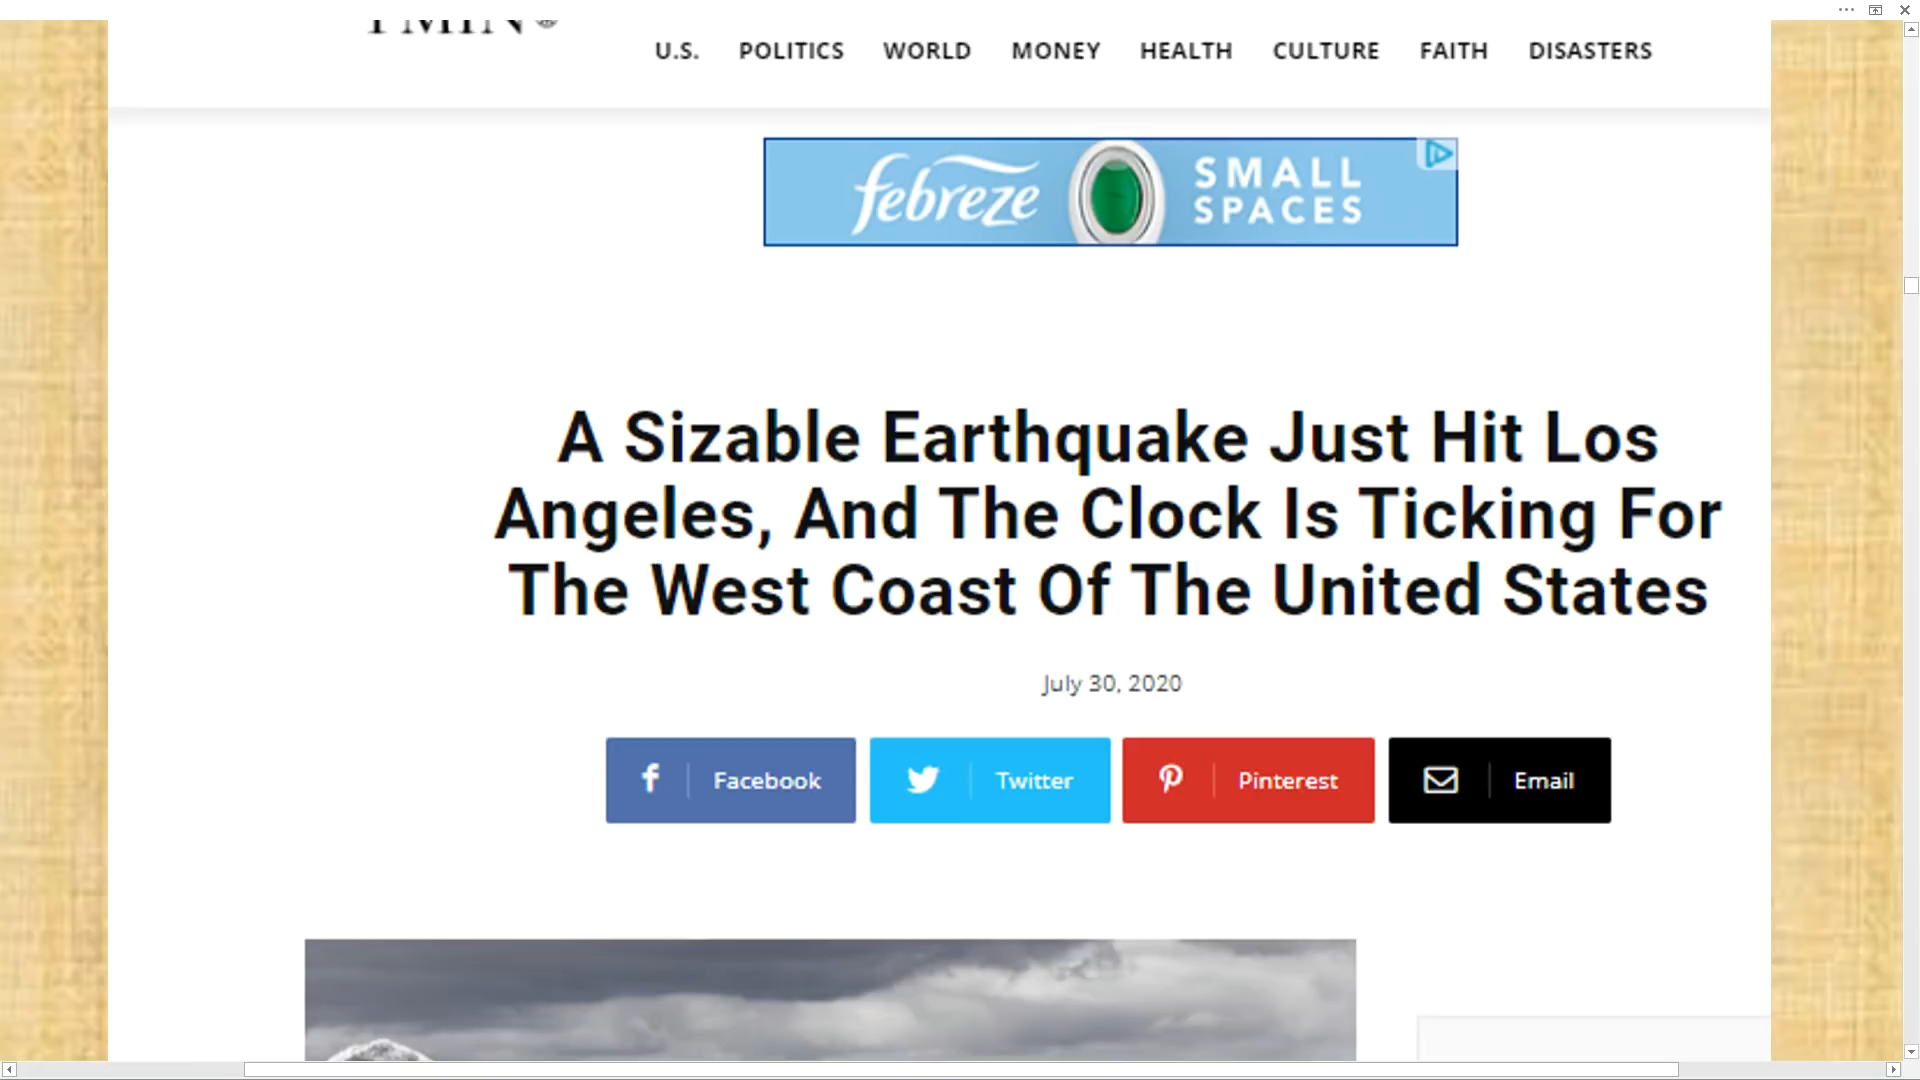 U.S. POLITICS WORLD MONEY HEALTH CULTURE FAITH DISASTERS
febreze SMALL
SPACES
A Sizable Earthquake Just Hit Los
Angeles, And The Clock Is Ticking For
The West Coast Of The United States
July 30, 2020
Facebook Twitter Pinterest Email